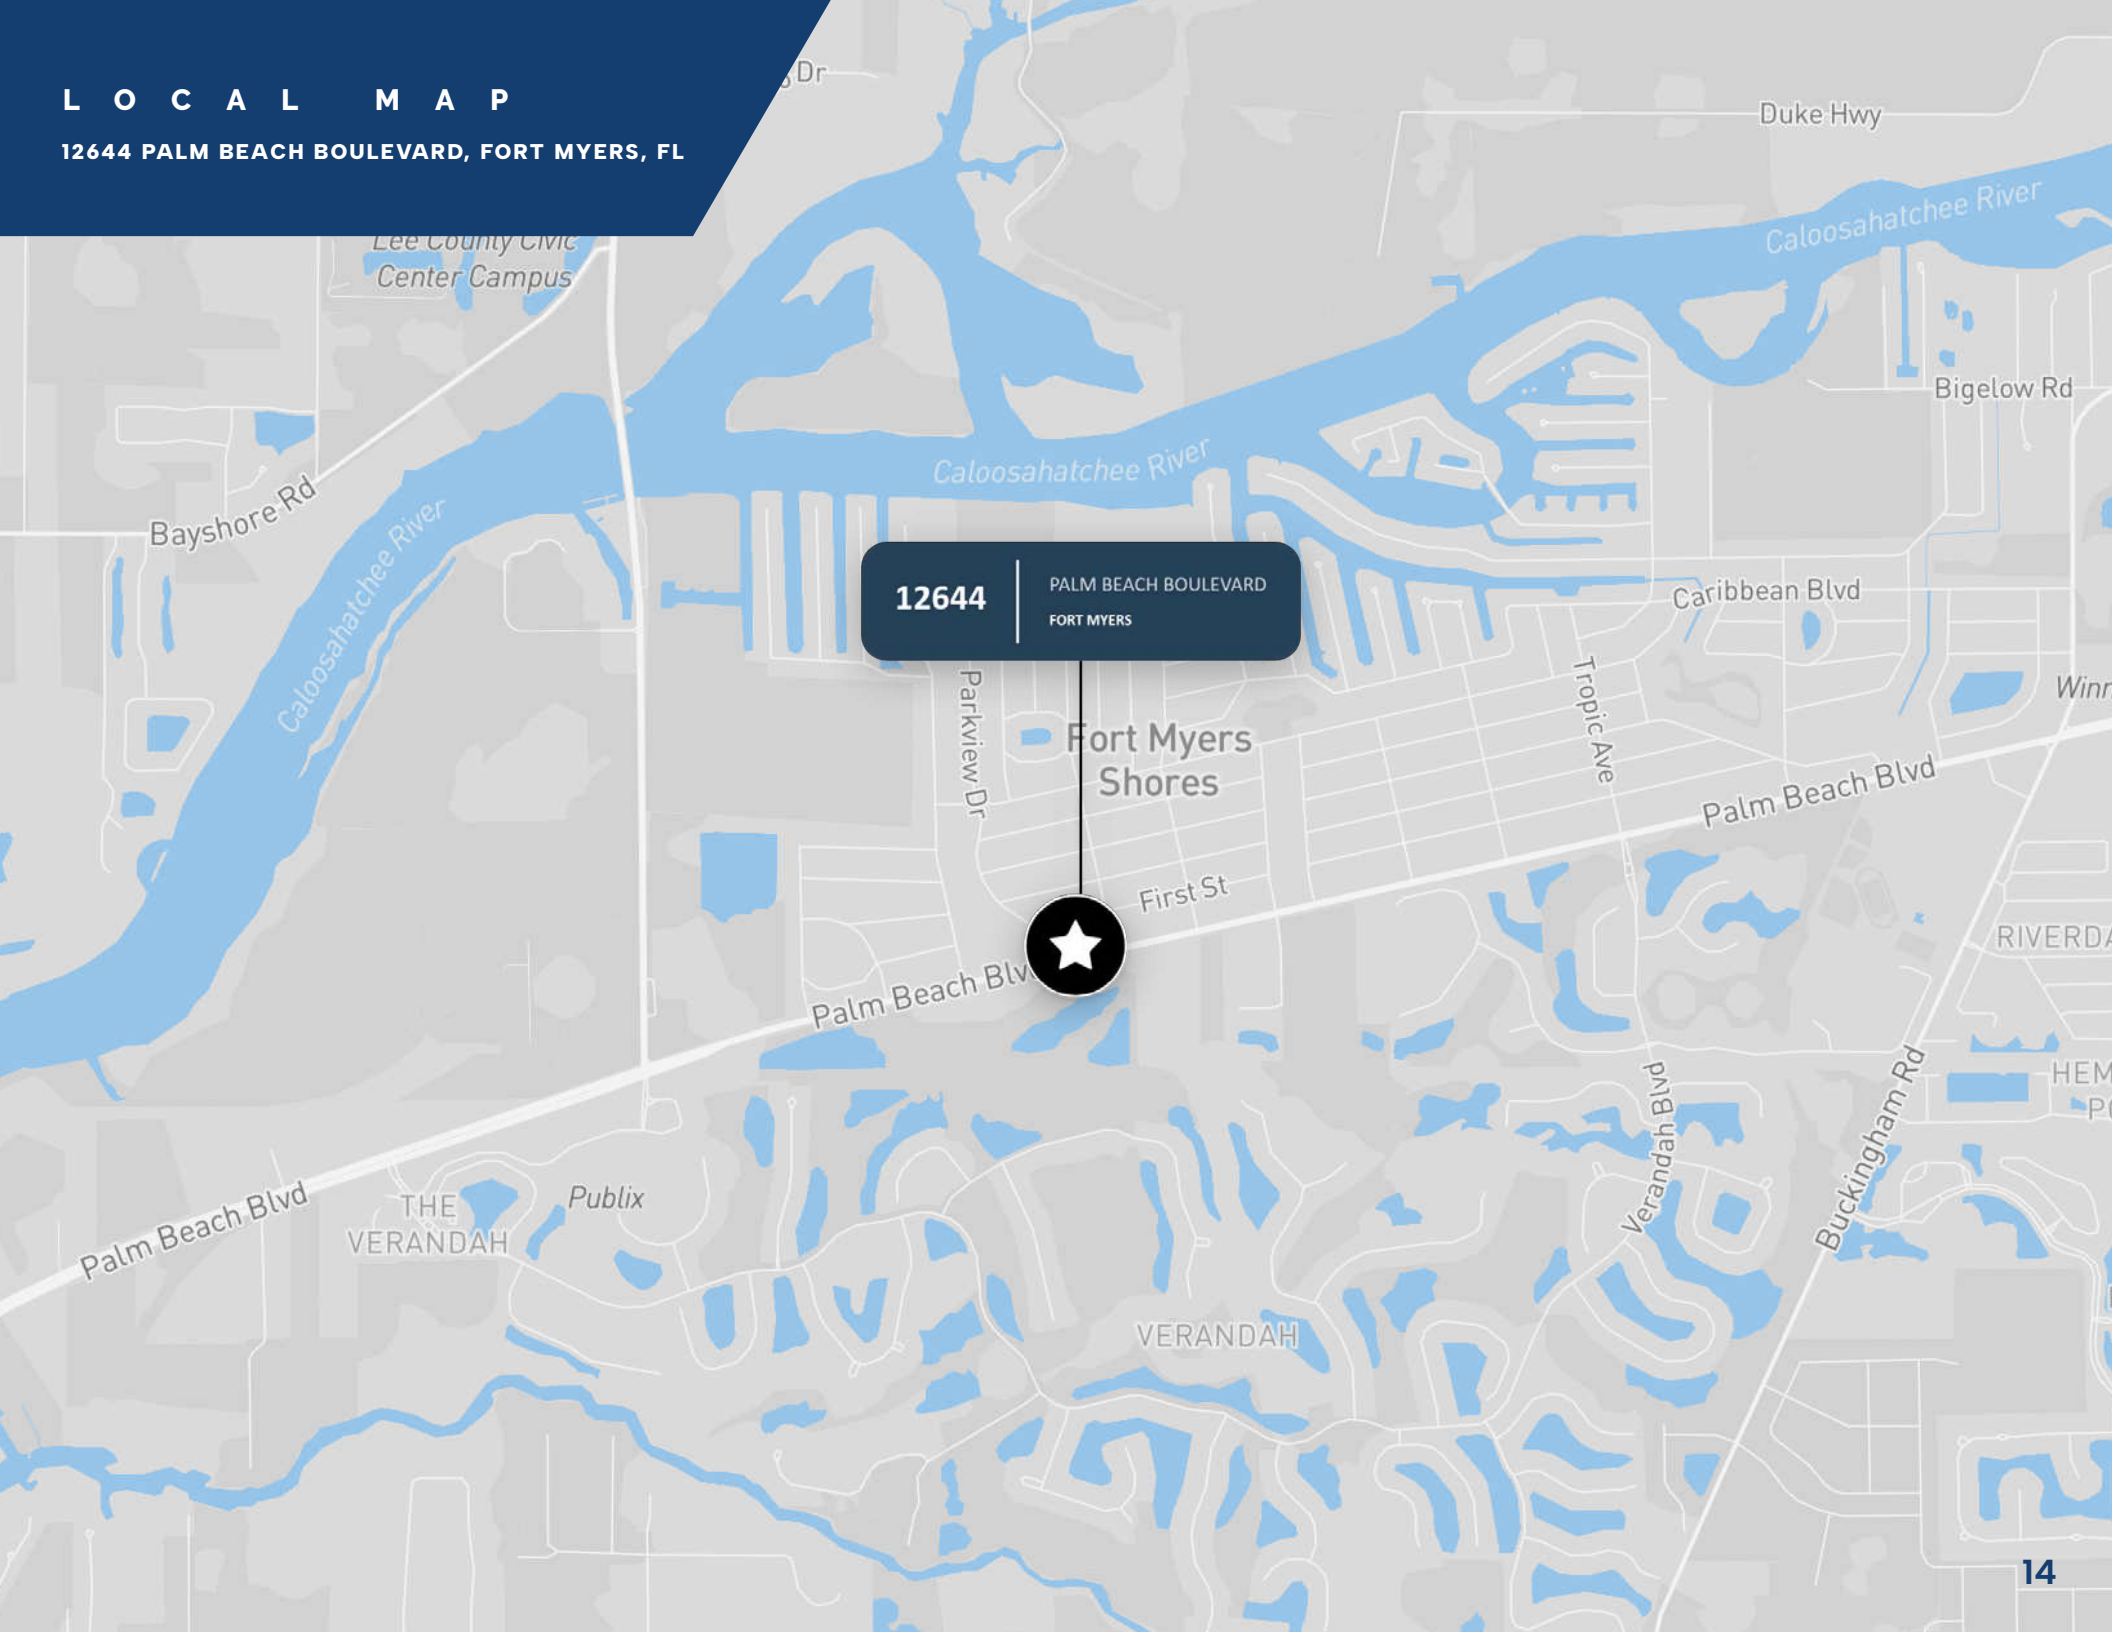 LOCAL MAP
12644 PALM BEACH BOULEVARD, FORT MYERS, FL
Dr
Duke Hwy
Caloosahatchee River
Lee County Civic
Center Campus
Bigelow Rd
Caloosahatchee River
Bayshore Rd
Caloosahatchee River
12644
PALM BEACH BOULEVARD
FORT MYERS
Caribbean Blvd
Parkview Dr
Tropic Ave
Fort Myers
Shores
Palm Beach Blvd
First St
RIVERDA
Palm Beach Blv
HEM
Verandah Blvd
Buckingham Rd
Publix
THE
VERANDAH
Palm Beach Blvd
VERANDAH
14